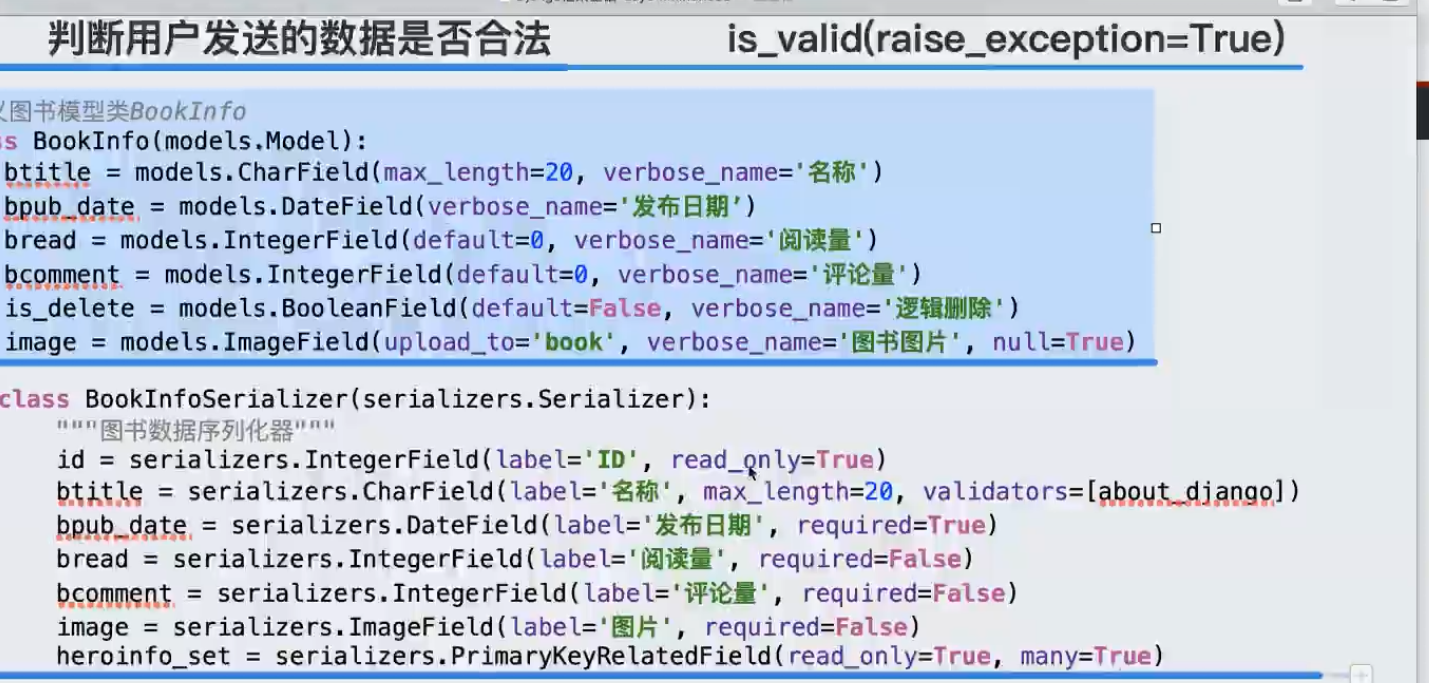 判断用户发送的数据是否合法 is_valid(raise_exception=True)
义图书模型类BookInfo
ss BookInfo(models.Model):
btitle = models.CharField(max_length=20, verbose_name='名称')
bpub_date = models.DateField(verbose_name='发布日期’)
bread = models.IntegerField(default=0, verbose_name='阅读量')
bcomment = models.IntegerField(default=0, verbose_name='评论量')
is_delete = models.BooleanField(default=False, verbose_name='逻辑删除')
image = models.ImageField(upload_to='book', verbose_name='图书图片', null=True)
class BookInfoSerializer(serializers.Serializer):
"""图书数据序列化器"""
id = serializers.IntegerField(label='ID', read_only=True)
btitle = serializers.CharField(label='名称', max_length=20, validators=[about_django])
bpub_date = serializers.DateField(label='发布日期', required=True)
bread = serializers.IntegerField(label='阅读量', required=False)
bcomment = serializers.IntegerField(label='评论量', required=False)
image = serializers.ImageField(label='图片', required=False)
heroinfo_set = serializers.PrimaryKeyRelatedField(read_only=True, many=True)